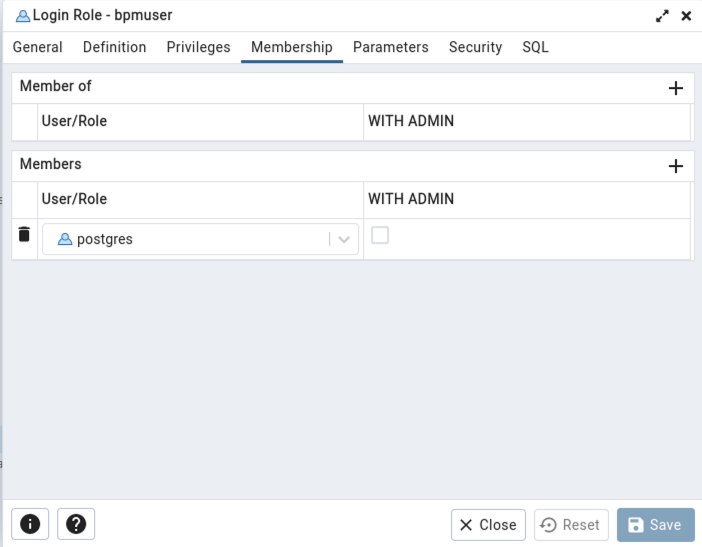 Login Role - bpmuser
General Definition Privileges Membership Parameters Security SQL
Member of
User/Role WITH ADMIN
Members
User/Role WITH ADMIN
postgres
Close Reset Save